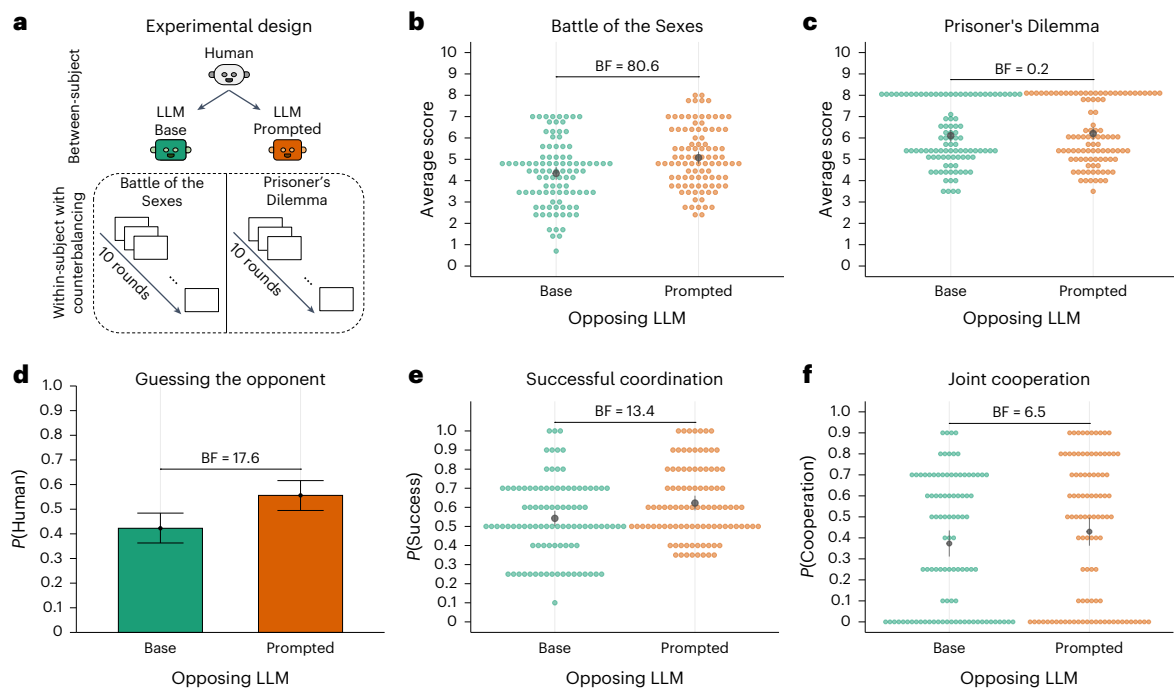 a
Experimental design
Between-subject
Human
LLM
Base
LLM
Prompted
Within-subject with
counterbalancing
Battle of the
Sexes
Prisoner's
Dilemma
10 rounds
...
10 rounds
...
b
Battle of the Sexes
BF = 80.6
Average score
10
9
8
7
6
5
4
3
2
1
0
Base
Prompted
Opposing LLM
c
Prisoner's Dilemma
BF = 0.2
Average score
10
9
8
7
6
5
4
3
2
1
0
Base
Prompted
Opposing LLM
d
Guessing the opponent
BF = 17.6
P(Human)
1.0
0.9
0.8
0.7
0.6
0.5
0.4
0.3
0.2
0.1
0
Base
Prompted
Opposing LLM
e
Successful coordination
BF = 13.4
P(Success)
1.0
0.9
0.8
0.7
0.6
0.5
0.4
0.3
0.2
0.1
0
Base
Prompted
Opposing LLM
f
Joint cooperation
BF = 6.5
P(Cooperation)
1.0
0.9
0.8
0.7
0.6
0.5
0.4
0.3
0.2
0.1
0
Base
Prompted
Opposing LLM